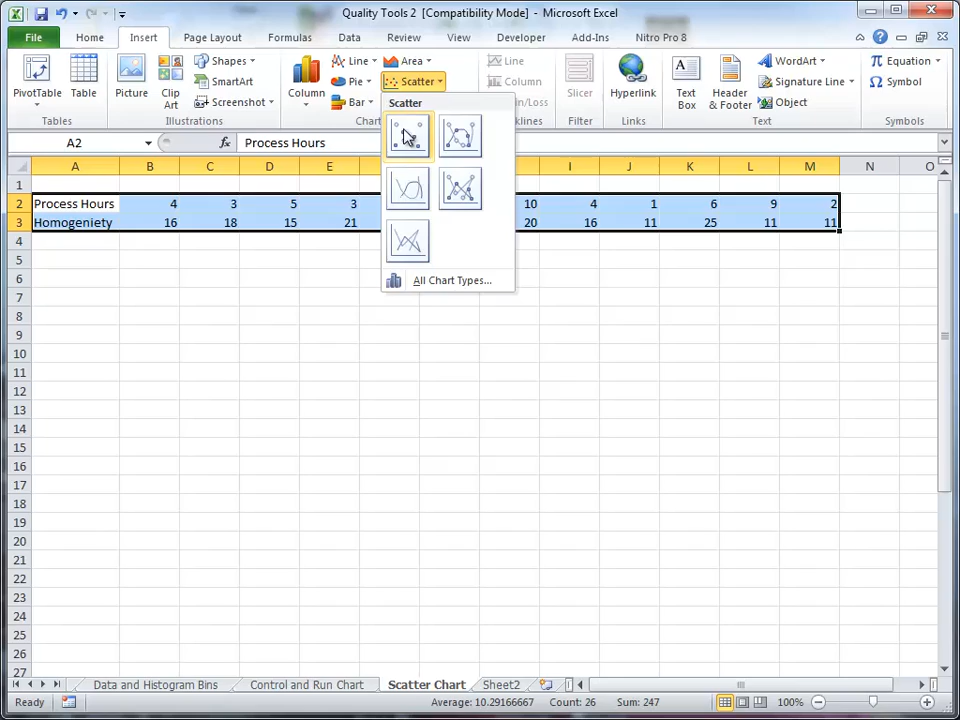 Quality Tools 2 [Compatibility Mode] - Microsoft Excel
File Home Insert Page Layout Formulas Data Review View Developer Add-Ins Nitro Pro 8
PivotTable Table Picture Clip Art Shapes SmartArt Screenshot Column Line Pie Bar Area Scatter Line Column Slicer Hyperlink Text Box Header & Footer WordArt Signature Line Object Equation Symbol
Tables Illustrations Links Filter Text Symbols
Scatter
All Chart Types...
A2 fx Process Hours
A B C D E I J K L M N O
1
2 Process Hours 4 3 5 3 10 4 1 6 9 2
3 Homogeniety 16 18 15 21 20 16 11 25 11 11
4
5
6
7
8
9
10
11
12
13
14
15
16
17
18
19
20
21
22
23
24
25
26
27
Data and Histogram Bins Control and Run Chart Scatter Chart Sheet2
Ready Average: 10.29166667 Count: 26 Sum: 247 100%